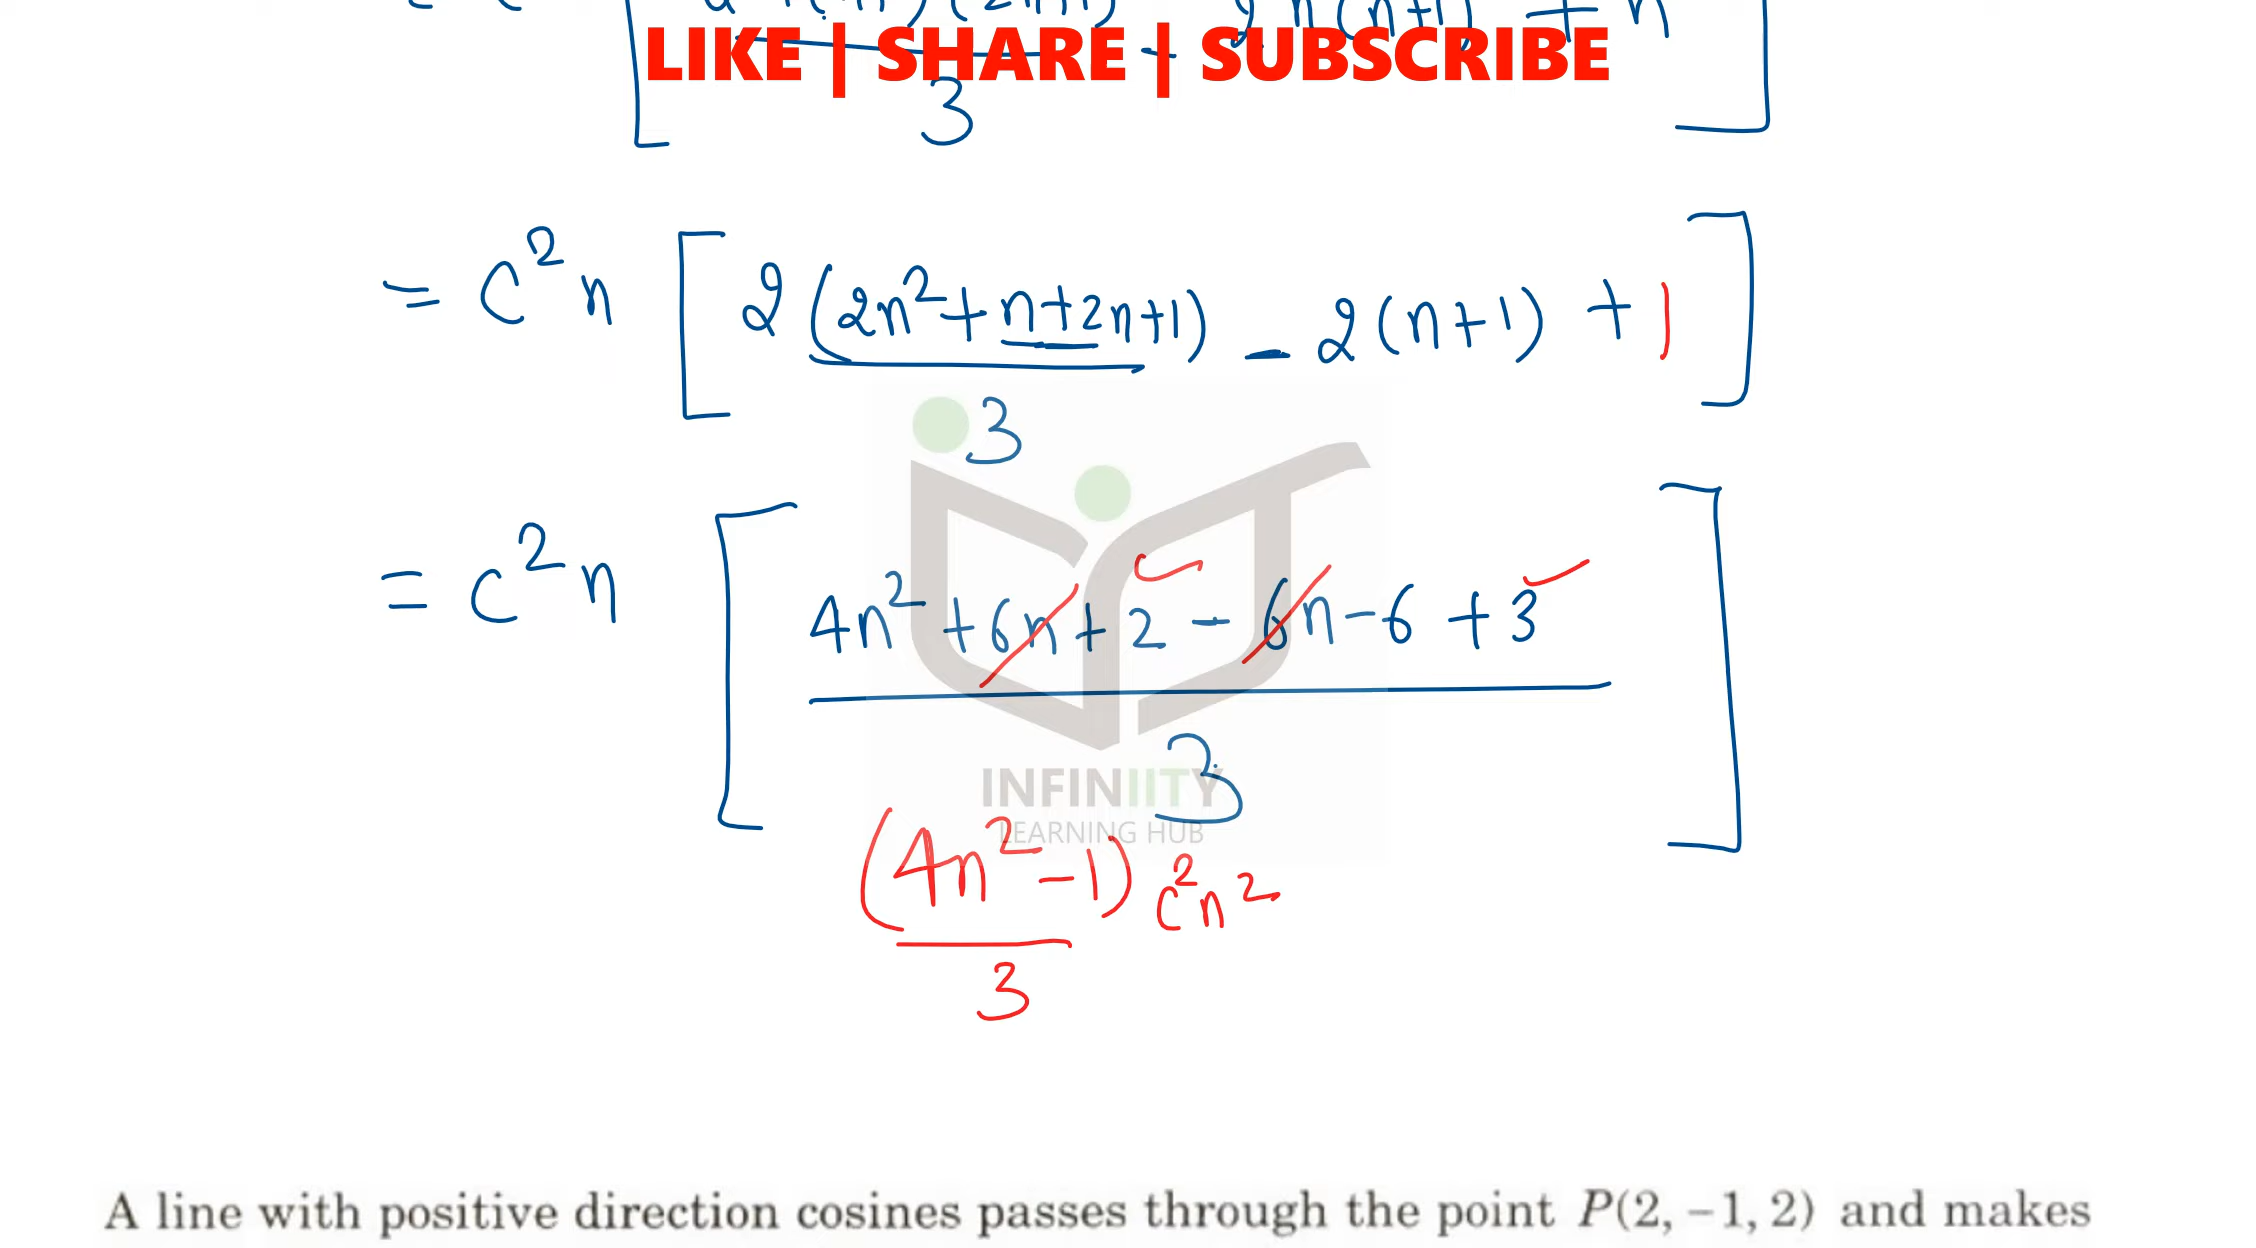 LIKE | SHARE | SUBSCRIBE
3
= c²n [ 2(2n²+n+2n+1) - 2(n+1) + 1 ]
3
= c²n [ 4n² + 6n + 2 - 6n - 6 + 3 ]
3
INFINIITY
LEARNING HUB
(4n² - 1) c²n²
3
A line with positive direction cosines passes through the point P(2, −1, 2) and makes